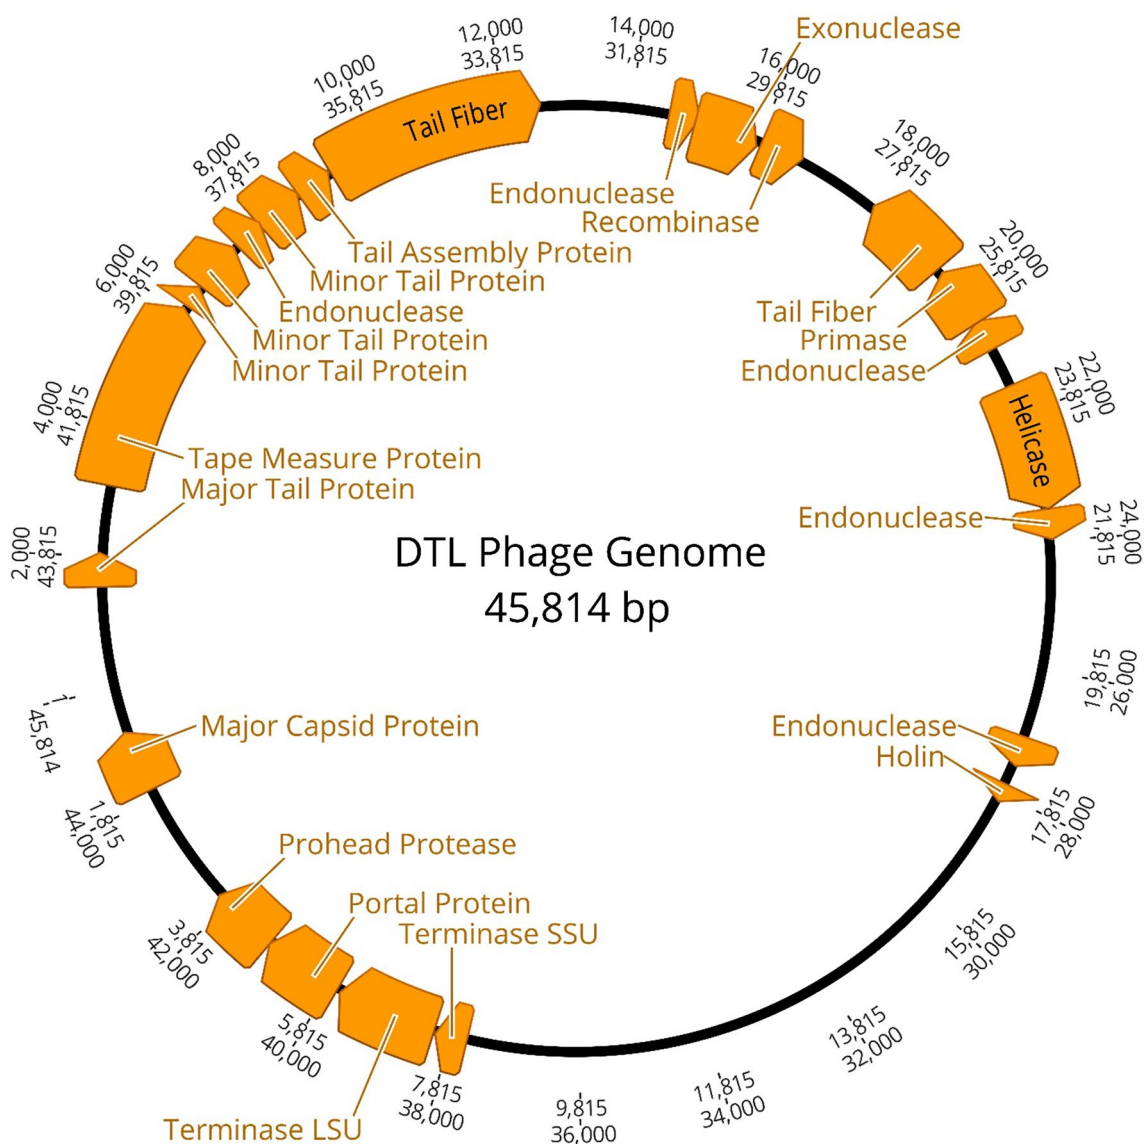 12,000
33,815
14,000
31,815
Exonuclease
16,000
29,815
10,000
35,815
Tail Fiber
8,000
37,815
18,000
27,815
Endonuclease
Recombinase
Tail Assembly Protein
Minor Tail Protein
Endonuclease
Minor Tail Protein
Minor Tail Protein
6,000
39,815
20,000
25,815
Tail Fiber
Primase
Endonuclease
22,000
23,815
Helicase
4,000
41,815
Tape Measure Protein
Major Tail Protein
2,000
43,815
Endonuclease
24,000
21,815
DTL Phage Genome
45,814 bp
1
45,814
Major Capsid Protein
Endonuclease
Holin
19,815
26,000
17,815
28,000
1,815
44,000
Prohead Protease
Portal Protein
Terminase SSU
3,815
42,000
15,815
30,000
5,815
40,000
13,815
32,000
7,815
38,000
9,815
36,000
11,815
34,000
Terminase LSU